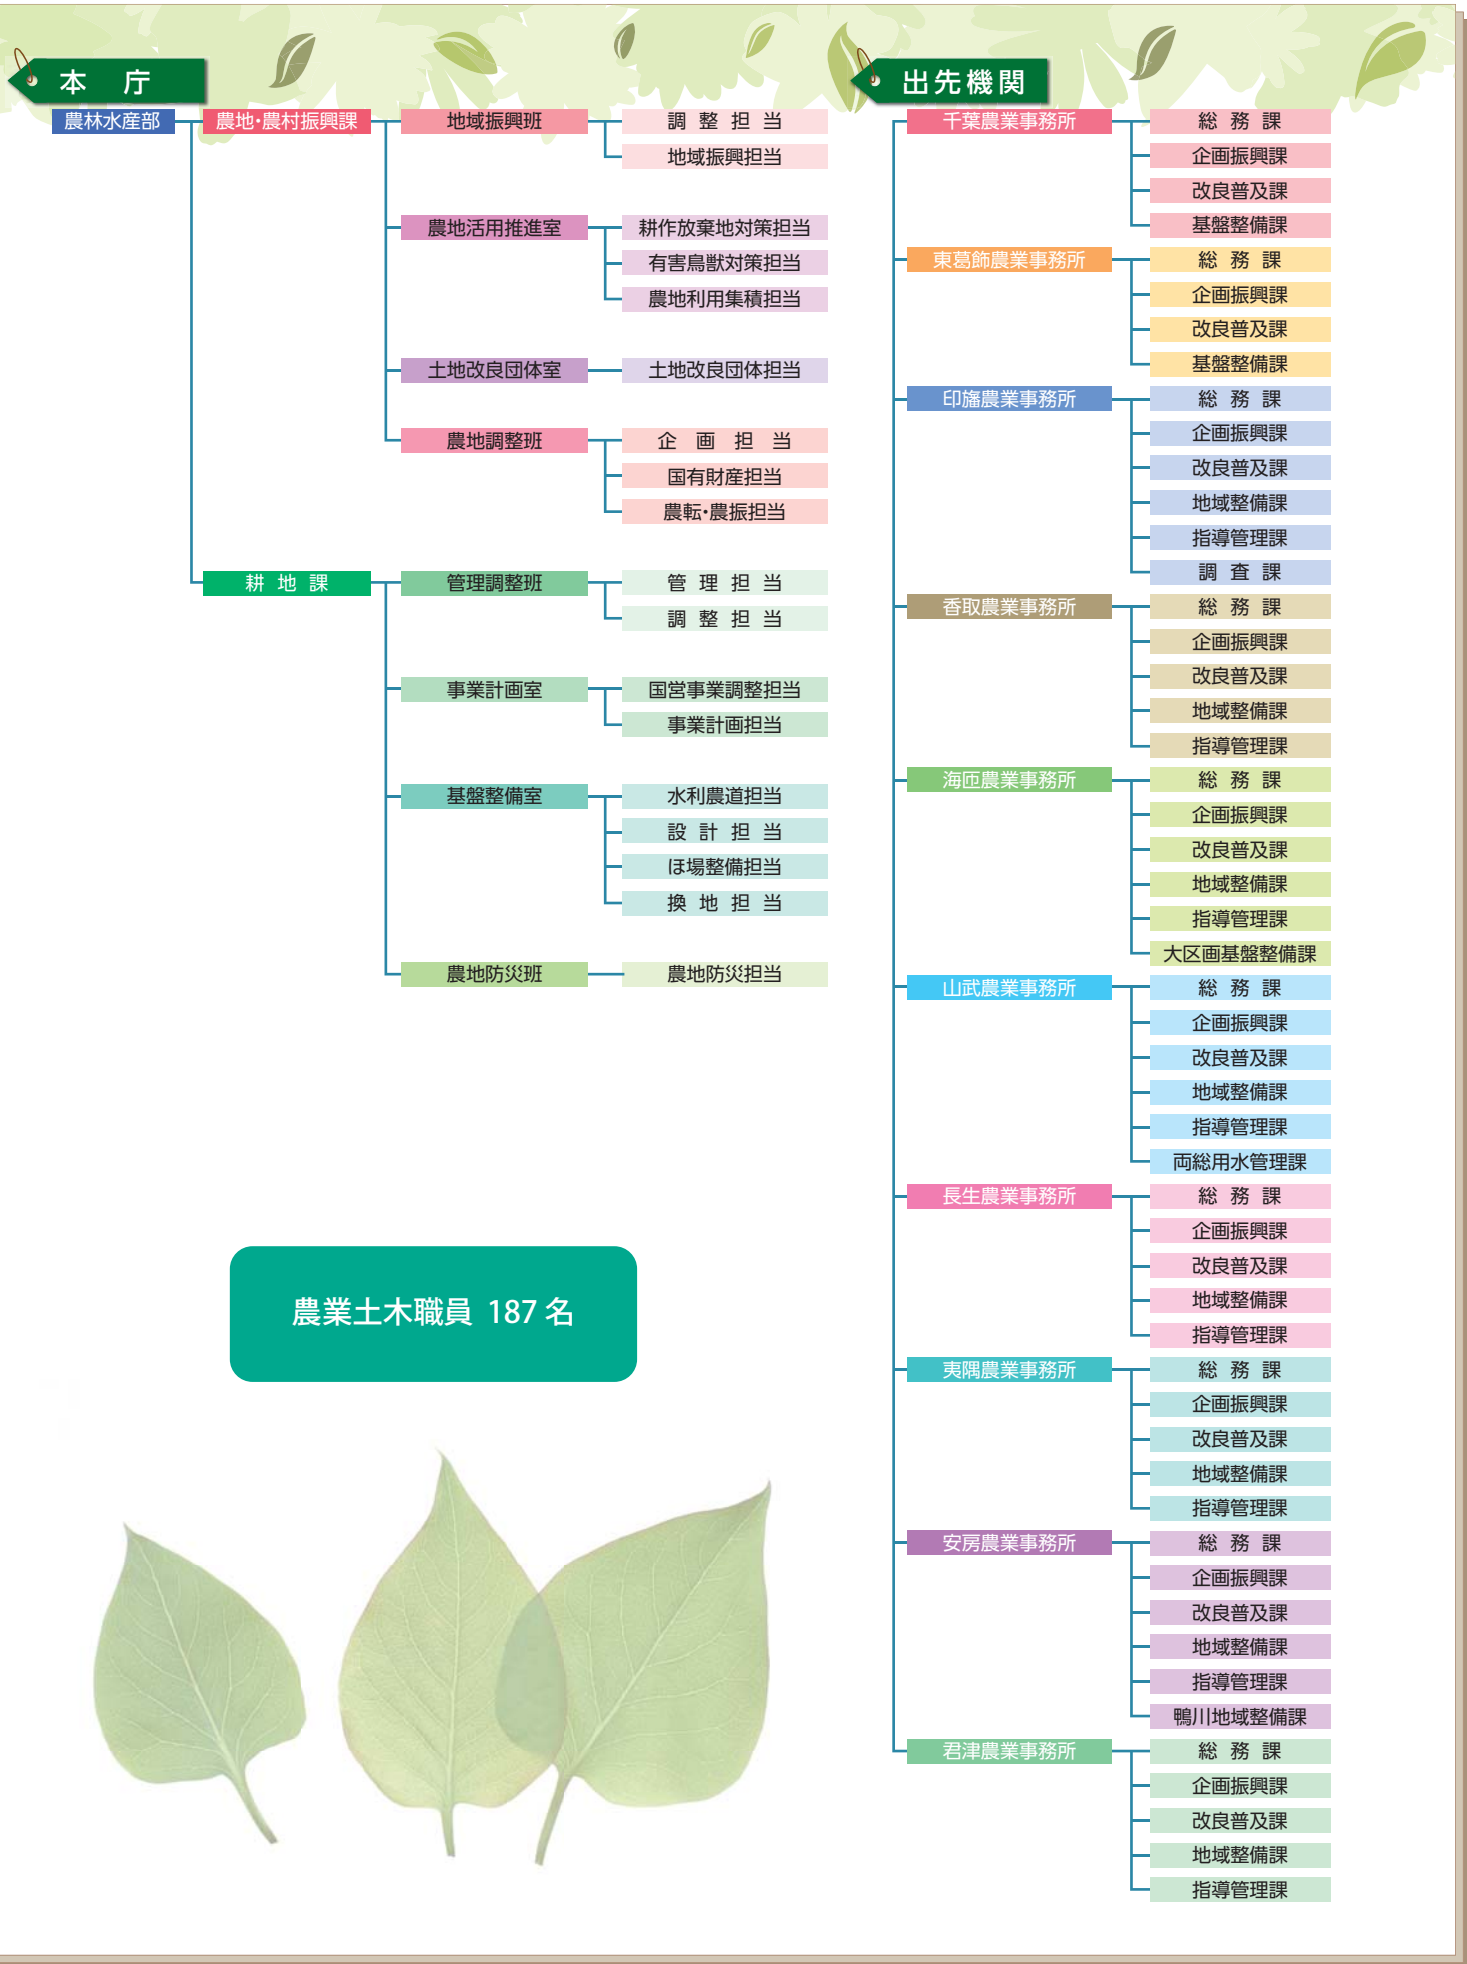 本 庁
農林水産部
農地・農村振興課
地域振興班
調整担当
地域振興担当
農地活用推進室
耕作放棄地対策担当
有害鳥獣対策担当
農地利用集積担当
土地改良団体室
土地改良団体担当
農地調整班
企画担当
国有財産担当
農転・農振担当
耕地課
管理調整班
管理担当
調整担当
事業計画室
国営事業調整担当
事業計画担当
基盤整備室
水利農道担当
設計担当
ほ場整備担当
換地担当
農地防災班
農地防災担当
農業土木職員 187名
出先機関
千葉農業事務所
総務課
企画振興課
改良普及課
基盤整備課
東葛飾農業事務所
総務課
企画振興課
改良普及課
基盤整備課
印旛農業事務所
総務課
企画振興課
改良普及課
地域整備課
指導管理課
調査課
香取農業事務所
総務課
企画振興課
改良普及課
地域整備課
指導管理課
海匝農業事務所
総務課
企画振興課
改良普及課
地域整備課
指導管理課
大区画基盤整備課
山武農業事務所
総務課
企画振興課
改良普及課
地域整備課
指導管理課
両総用水管理課
長生農業事務所
総務課
企画振興課
改良普及課
地域整備課
指導管理課
夷隅農業事務所
総務課
企画振興課
改良普及課
地域整備課
指導管理課
安房農業事務所
総務課
企画振興課
改良普及課
地域整備課
指導管理課
鴨川地域整備課
君津農業事務所
総務課
企画振興課
改良普及課
地域整備課
指導管理課